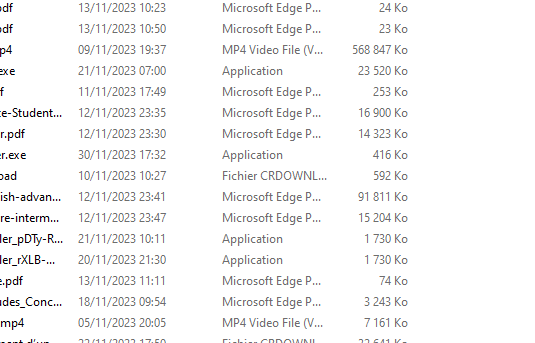 pdf 13/11/2023 10:23 Microsoft Edge P... 24 Ko
pdf 13/11/2023 10:50 Microsoft Edge P... 23 Ko
p4 09/11/2023 19:37 MP4 Video File (V... 568 847 Ko
exe 21/11/2023 07:00 Application 23 520 Ko
f 11/11/2023 17:49 Microsoft Edge P... 253 Ko
te-Student... 12/11/2023 23:35 Microsoft Edge P... 16 900 Ko
r.pdf 12/11/2023 23:30 Microsoft Edge P... 14 323 Ko
er.exe 30/11/2023 17:32 Application 416 Ko
oad 10/11/2023 10:27 Fichier CRDOWNL... 592 Ko
ish-advan... 12/11/2023 23:41 Microsoft Edge P... 91 811 Ko
re-interm... 12/11/2023 23:47 Microsoft Edge P... 15 204 Ko
ler_pDTy-R... 21/11/2023 10:11 Application 1 730 Ko
ler_rXLB-... 20/11/2023 21:30 Application 1 730 Ko
e.pdf 13/11/2023 11:11 Microsoft Edge P... 74 Ko
udes_Conc... 18/11/2023 09:54 Microsoft Edge P... 3 243 Ko
mp4 05/11/2023 20:05 MP4 Video File (V... 7 161 Ko